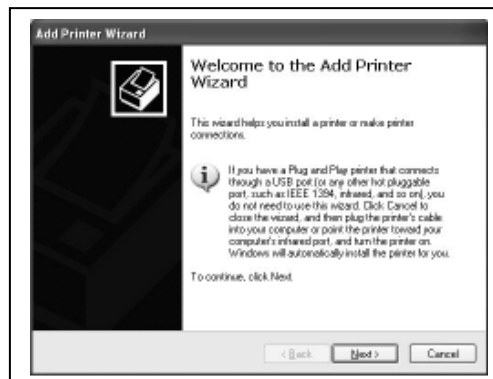 Add Printer Wizard
Welcome to the Add Printer
Wizard
This wizard helps you install a printer or make printer
connections.
If you have a Plug and Play printer that connects
through a USB port (or any other hot pluggable
port, such as IEEE 1394, infrared, and so on), you
do not need to use this wizard. Click Cancel to
close the wizard, and then plug the printer's cable
into your computer or point the printer toward your
computer's infrared port, and turn the printer on.
Windows will automatically install the printer for you.
To continue, click Next.
< Back
Next >
Cancel